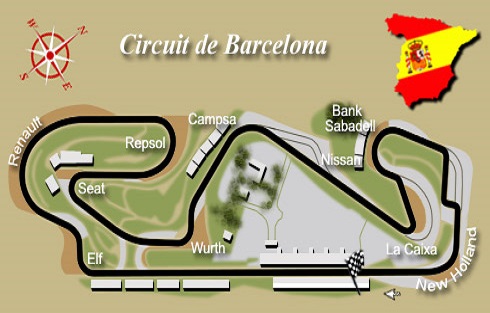 Circuit de Barcelona
N
W
E
S
Renault
Repsol
Campsa
Bank
Sabadell
Nissan
Seat
Elf
Wurth
La Caixa
New Holland